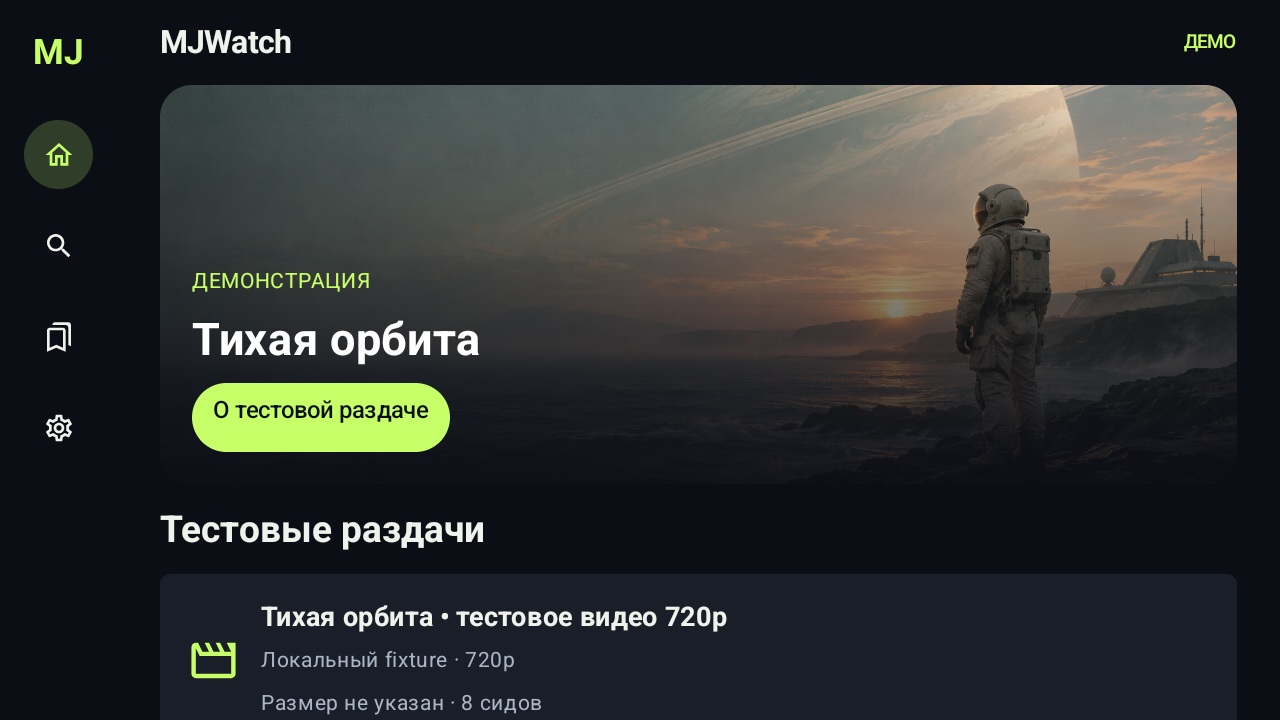 MJ
MJWatch
ДЕМО
ДЕМОНСТРАЦИЯ
Тихая орбита
О тестовой раздаче
Тестовые раздачи
Тихая орбита • тестовое видео 720p
Локальный fixture · 720p
Размер не указан · 8 сидов